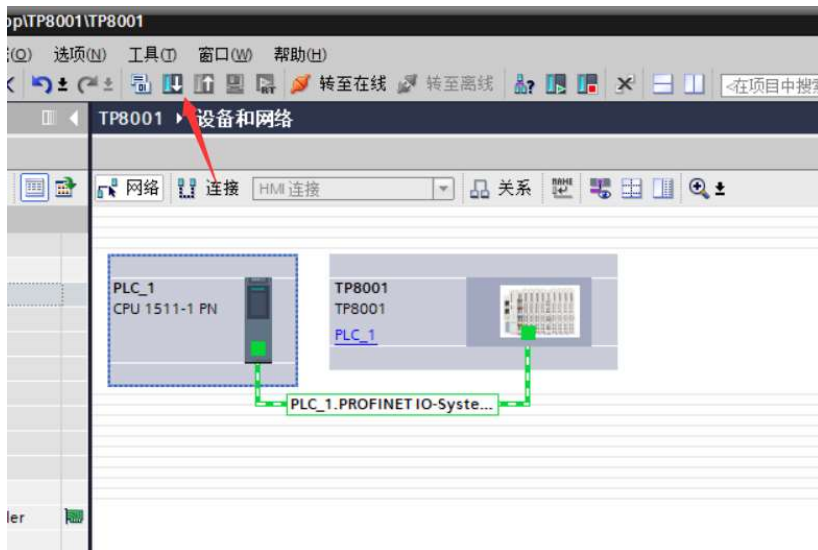 op\TP8001\TP8001
(O) 选项(N) 工具(T) 窗口(W) 帮助(H)
转至在线 转至离线 <在项目中搜索
TP8001 ▸ 设备和网络
网络 连接 HMI 连接 关系
PLC_1
CPU 1511-1 PN
TP8001
TP8001
PLC_1
PLC_1.PROFINET IO-Syste...
ler